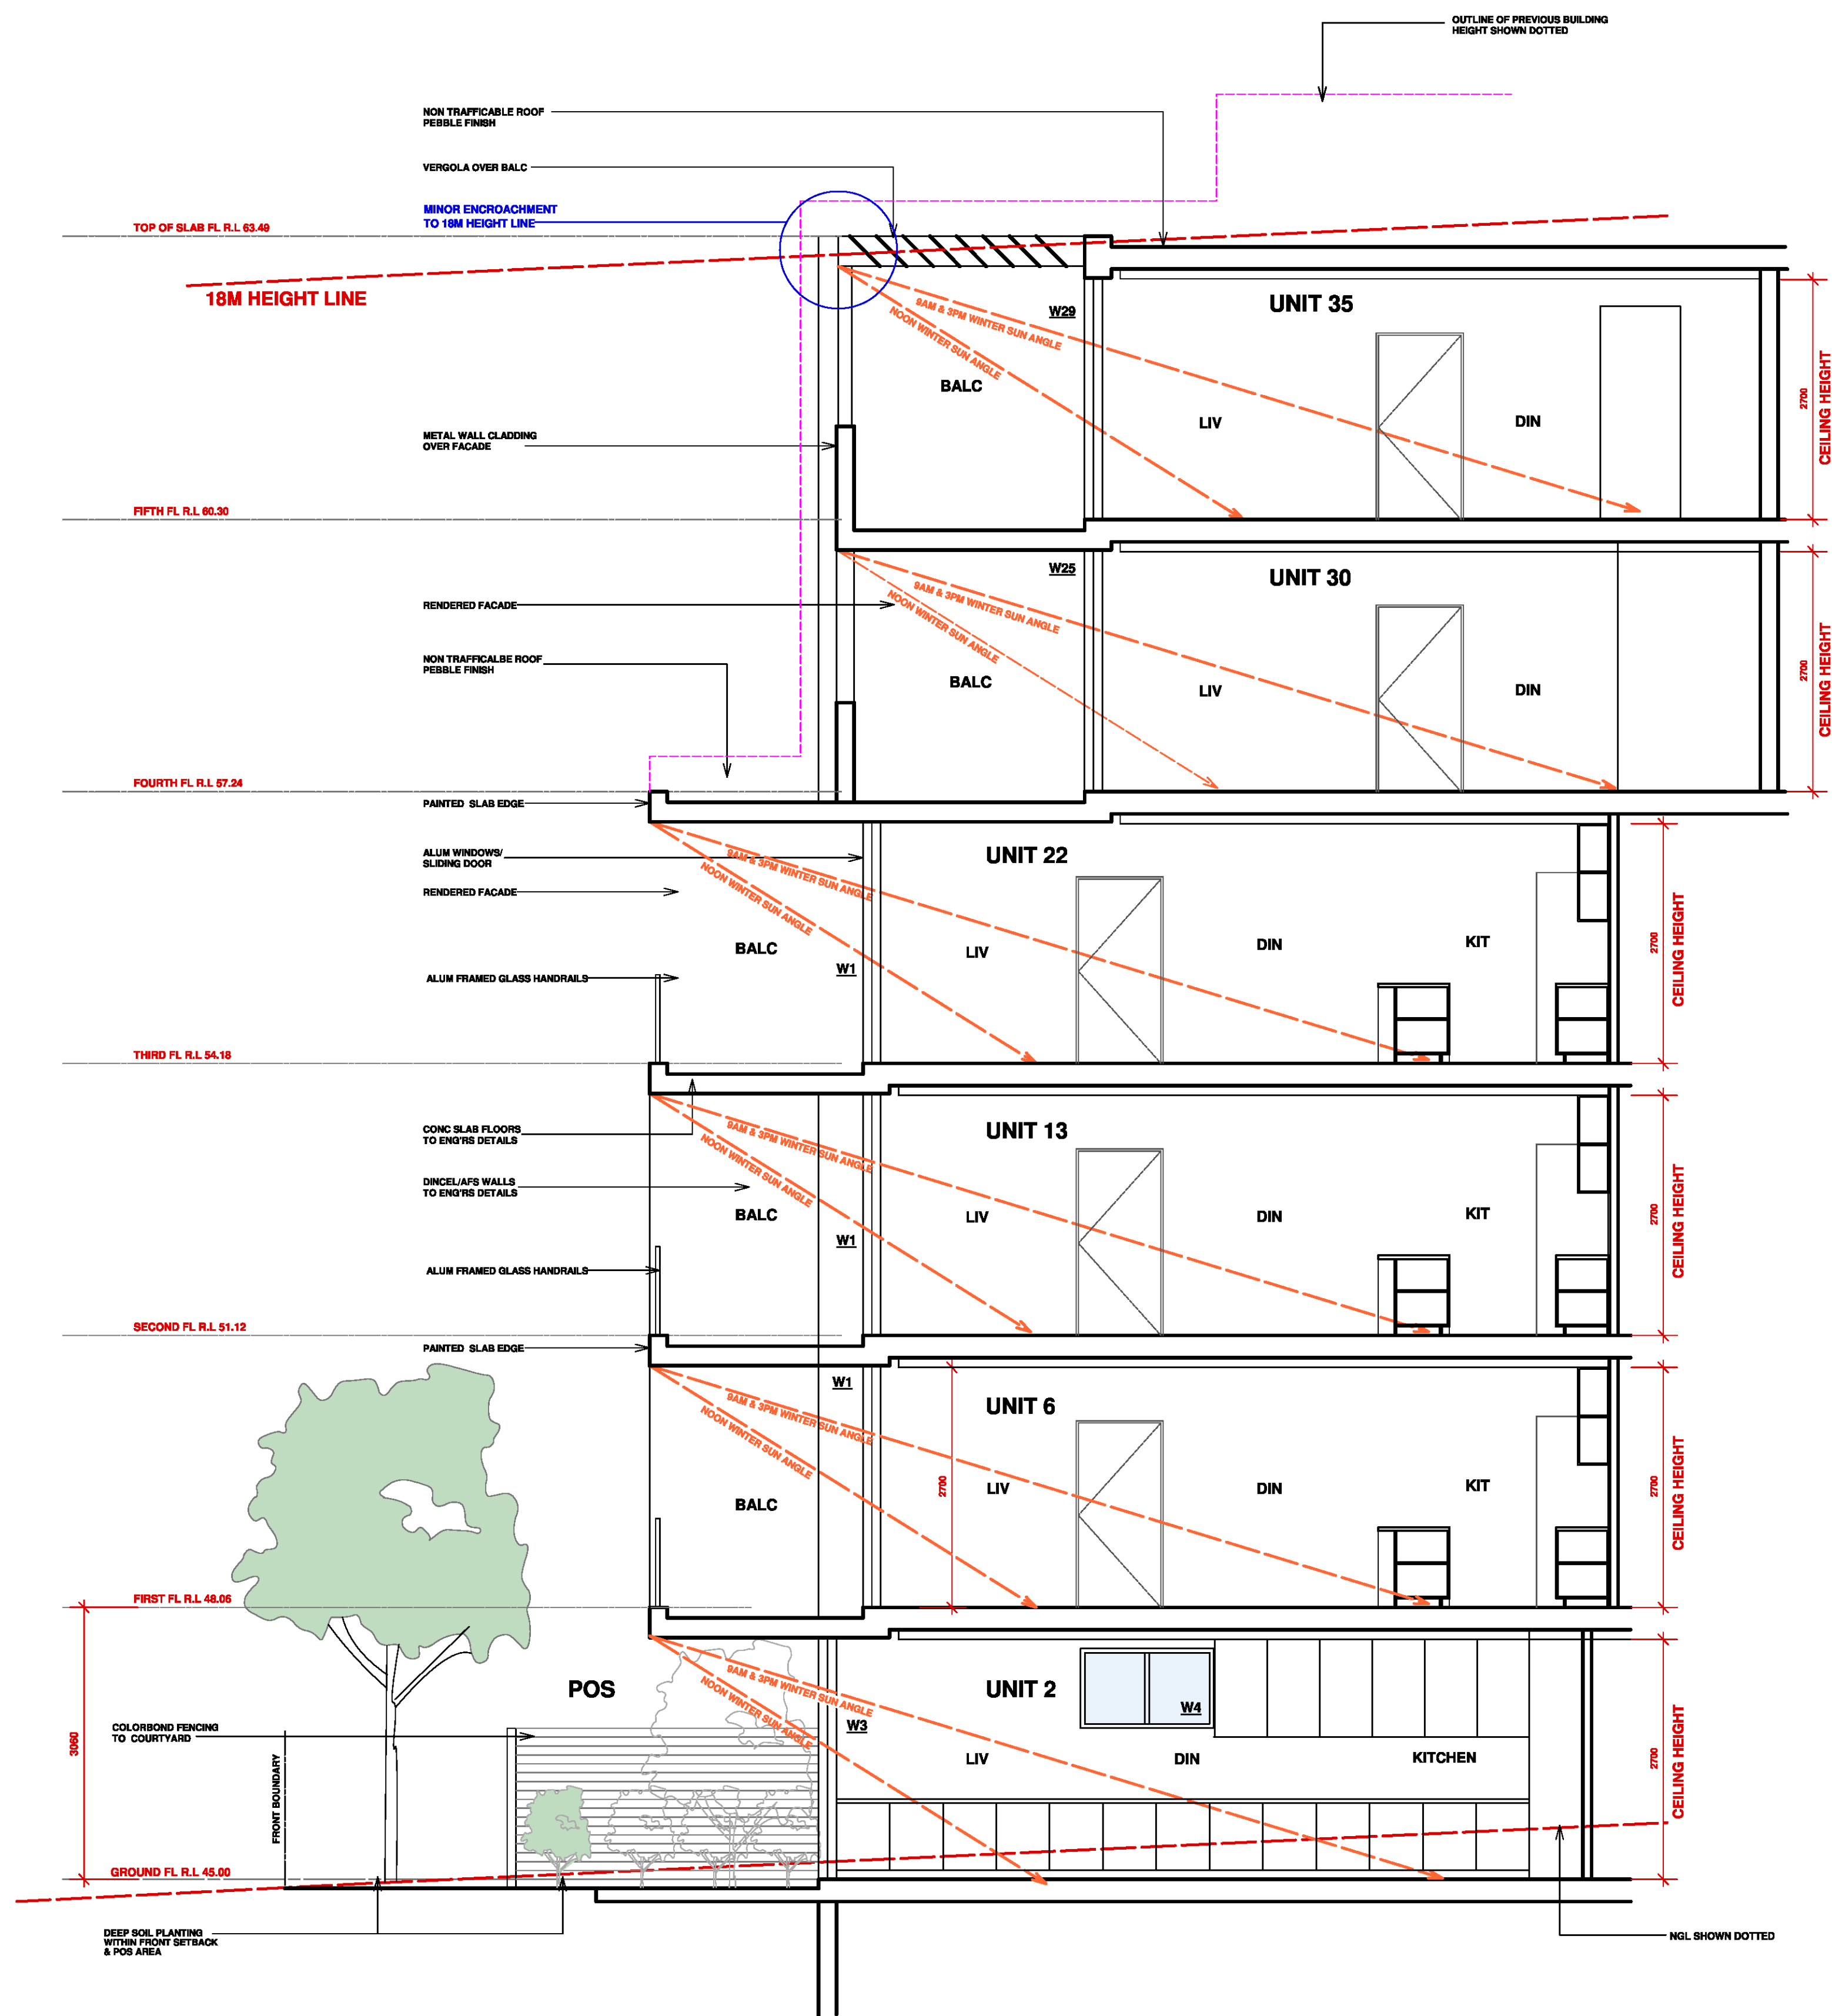 OUTLINE OF PREVIOUS BUILDING
HEIGHT SHOWN DOTTED
NON TRAFFICABLE ROOF
PEBBLE FINISH
VERGOLA OVER BALC
MINOR ENCROACHMENT
TO 18M HEIGHT LINE
TOP OF SLAB FL R.L 63.49
18M HEIGHT LINE
W29
9AM & 3PM WINTER SUN ANGLE
NOON WINTER SUN ANGLE
UNIT 35
BALC
LIV
DIN
2700
CEILING HEIGHT
METAL WALL CLADDING
OVER FACADE
FIFTH FL R.L 60.30
W25
9AM & 3PM WINTER SUN ANGLE
NOON WINTER SUN ANGLE
UNIT 30
RENDERED FACADE
NON TRAFFICALBE ROOF
PEBBLE FINISH
BALC
LIV
DIN
2700
CEILING HEIGHT
FOURTH FL R.L 57.24
PAINTED SLAB EDGE
ALUM WINDOWS/
SLIDING DOOR
RENDERED FACADE
9AM & 3PM WINTER SUN ANGLE
NOON WINTER SUN ANGLE
UNIT 22
BALC
W1
LIV
DIN
KIT
2700
CEILING HEIGHT
ALUM FRAMED GLASS HANDRAILS
THIRD FL R.L 54.18
CONC SLAB FLOORS
TO ENG'RS DETAILS
9AM & 3PM WINTER SUN ANGLE
NOON WINTER SUN ANGLE
UNIT 13
DINCEL/AFS WALLS
TO ENG'RS DETAILS
BALC
W1
LIV
DIN
KIT
2700
CEILING HEIGHT
ALUM FRAMED GLASS HANDRAILS
SECOND FL R.L 51.12
PAINTED SLAB EDGE
W1
9AM & 3PM WINTER SUN ANGLE
NOON WINTER SUN ANGLE
UNIT 6
BALC
2700
LIV
DIN
KIT
2700
CEILING HEIGHT
FIRST FL R.L 48.06
POS
9AM & 3PM WINTER SUN ANGLE
NOON WINTER SUN ANGLE
UNIT 2
W3
W4
LIV
DIN
KITCHEN
2700
CEILING HEIGHT
COLORBOND FENCING
TO COURTYARD
3060
FRONT BOUNDARY
GROUND FL R.L 45.00
DEEP SOIL PLANTING
WITHIN FRONT SETBACK
& POS AREA
NGL SHOWN DOTTED